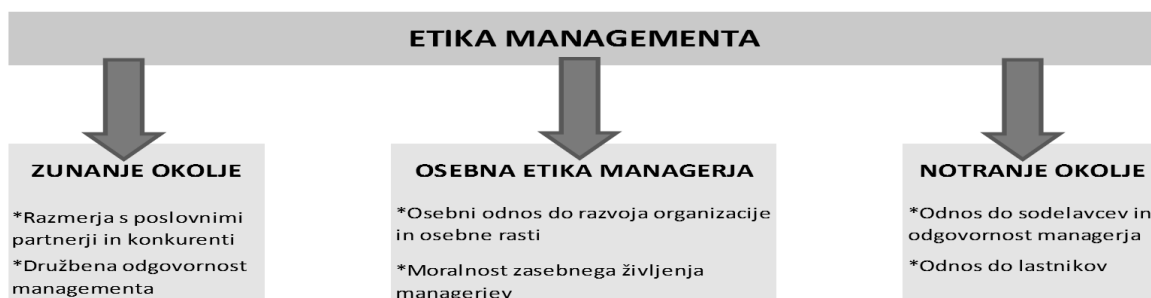 ETIKA MANAGEMENTA
ZUNANJE OKOLJE
*Razmerja s poslovnimi
partnerji in konkurenti
*Družbena odgovornost
managementa
OSEBNA ETIKA MANAGERJA
*Osebni odnos do razvoja organizacije
in osebne rasti
*Moralnost zasebnega življenja
managerjev
NOTRANJE OKOLJE
*Odnos do sodelavcev in
odgovornost managerja
*Odnos do lastnikov